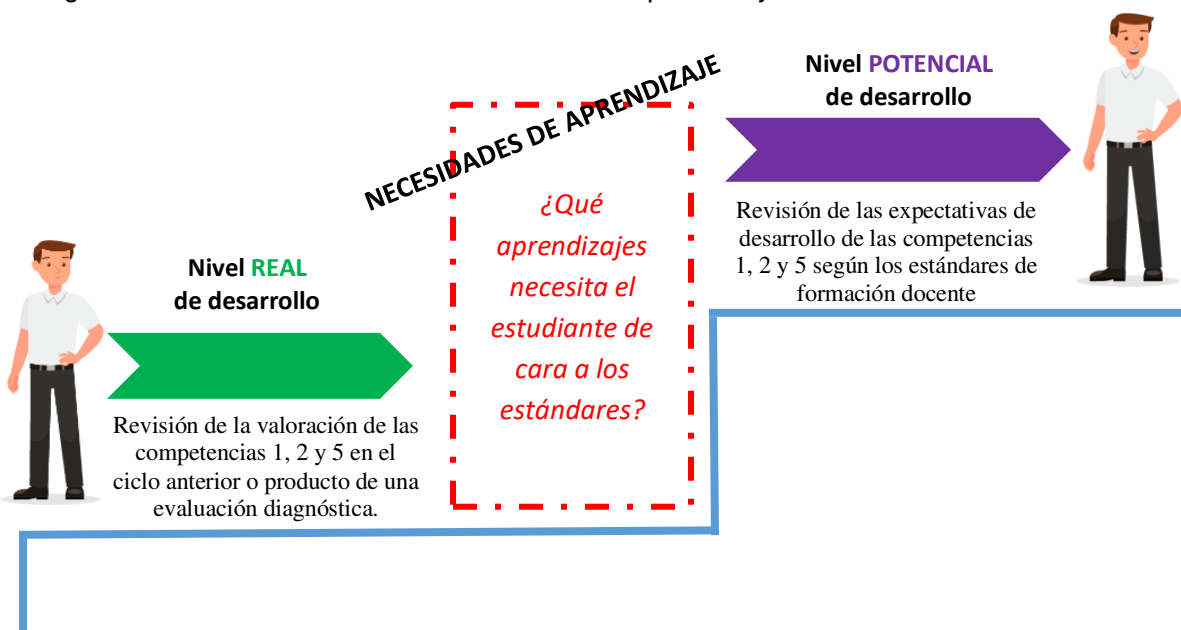 NECESIDADES DE APRENDIZAJE
Nivel POTENCIAL
de desarrollo
Revisión de las expectativas de
desarrollo de las competencias
1, 2 y 5 según los estándares de
formación docente
¿Qué
aprendizajes
necesita el
estudiante de
cara a los
estándares?
Nivel REAL
de desarrollo
Revisión de la valoración de las
competencias 1, 2 y 5 en el
ciclo anterior o producto de una
evaluación diagnóstica.